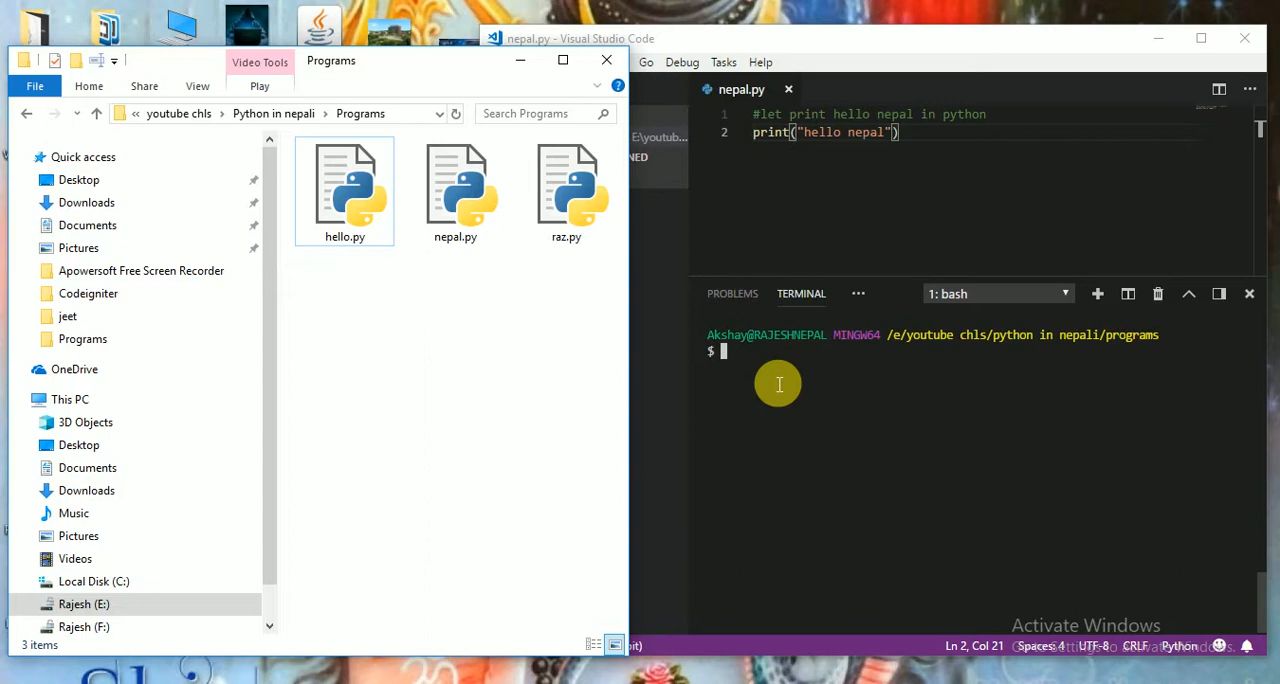 nepal.py - Visual Studio Code
Video Tools
Programs
File
Home
Share
View
Play
« youtube chls > Python in nepali > Programs
Search Programs
Quick access
Desktop
Downloads
Documents
Pictures
Apowersoft Free Screen Recorder
Codeigniter
jeet
Programs
OneDrive
This PC
3D Objects
Desktop
Documents
Downloads
Music
Pictures
Videos
Local Disk (C:)
Rajesh (E:)
Rajesh (F:)
3 items
hello.py
nepal.py
raz.py
Go Debug Tasks Help
nepal.py
E:\youtub...
NED
1 #let print hello nepal in python
2 print("hello nepal")
PROBLEMS TERMINAL ... 1: bash
Akshay@RAJESHNEPAL MINGW64 /e/youtube chls/python in nepali/programs
$
Activate Windows
Ln 2, Col 21 Spaces: 4 UTF-8 CRLF Python